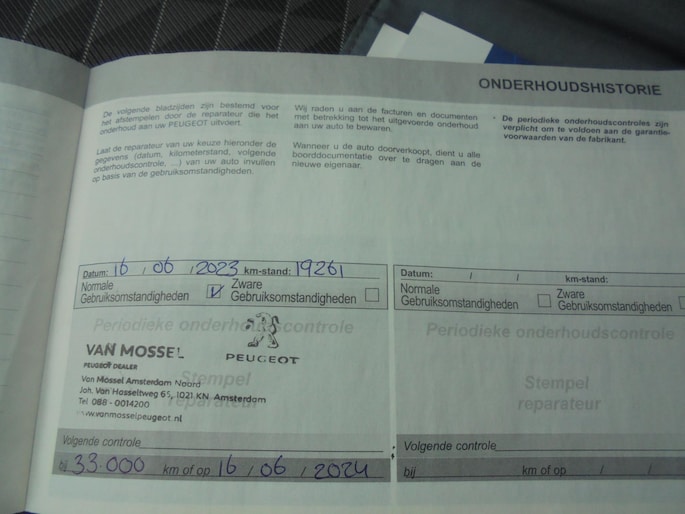 ONDERHOUDSHISTORIE
De volgende bladzijden zijn bestemd voor
het afstempelen door de reparateur die het
onderhoud aan uw PEUGEOT uitvoert.
Laat de reparateur van uw keuze hieronder de
gegevens (datum, kilometerstand, volgende
onderhoudscontrole, ...) van uw auto invullen
op basis van de gebruiksomstandigheden.
Wij raden u aan de facturen en documenten
met betrekking tot het uitgevoerde onderhoud
aan uw auto te bewaren.
Wanneer u de auto doorverkoopt, dient u alle
boorddocumentatie over te dragen aan de
nieuwe eigenaar.
• De periodieke onderhoudscontroles zijn
verplicht om te voldoen aan de garantie-
voorwaarden van de fabrikant.
Datum: 16 / 06 / 2023 km-stand: 19261
Normale
Gebruiksomstandigheden
Zware
Gebruiksomstandigheden
Periodieke onderhoudscontrole
VAN MOSSEL
PEUGEOT DEALER
PEUGEOT
Stempel
reparateur
Van Mossel Amsterdam Noord
Joh. Van Hasseltweg 65, 1021 KN Amsterdam
Tel 088 - 0014200
www.vanmosselpeugeot.nl
Volgende controle
bij 33.000 km of op 16 / 06 / 2024
Datum: / / km-stand:
Normale
Gebruiksomstandigheden
Zware
Gebruiksomstandigheden
Periodieke onderhoudscontrole
Stempel
reparateur
Volgende controle
bij km of op / /